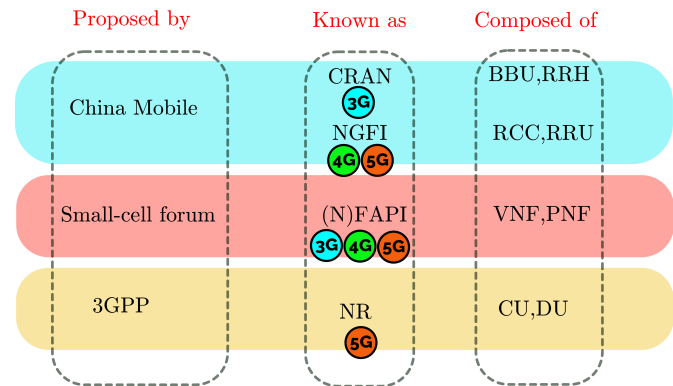 Proposed by Known as Composed of
CRAN BBU,RRH
China Mobile 3G
NGFI RCC,RRU
4G 5G
Small-cell forum (N)FAPI VNF,PNF
3G 4G 5G
3GPP NR CU,DU
5G